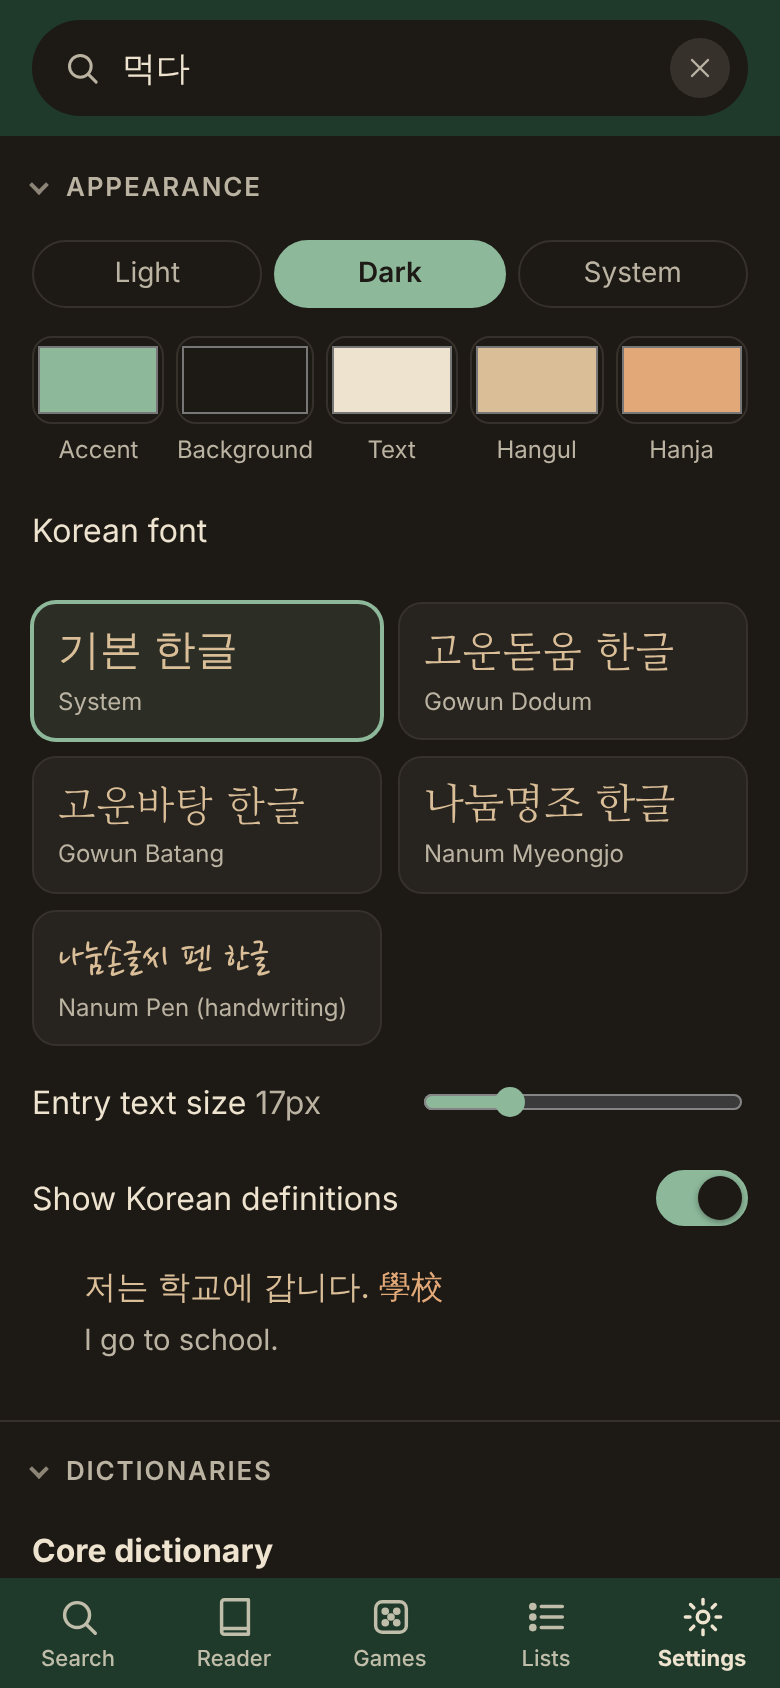 먹다
APPEARANCE
Light Dark System
Accent Background Text Hangul Hanja
Korean font
기본 한글
System
고운돋움 한글
Gowun Dodum
고운바탕 한글
Gowun Batang
나눔명조 한글
Nanum Myeongjo
나눔손글씨 펜 한글
Nanum Pen (handwriting)
Entry text size 17px
Show Korean definitions
저는 학교에 갑니다. 學校
I go to school.
DICTIONARIES
Core dictionary
Search Reader Games Lists Settings